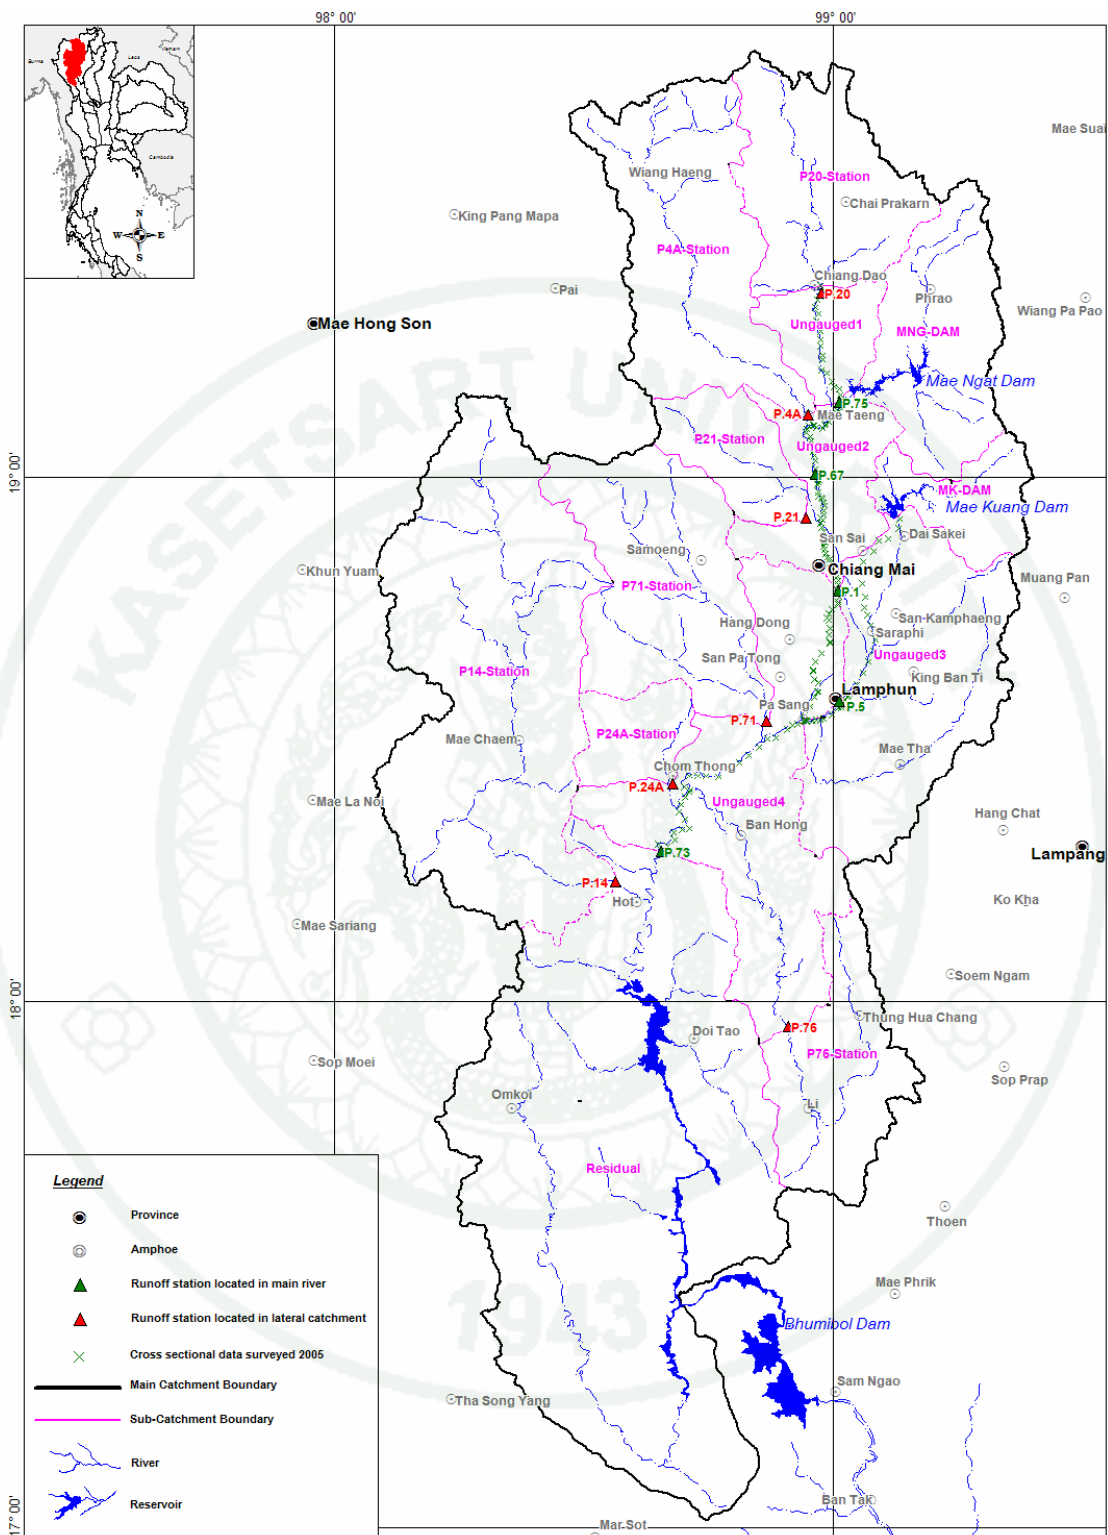 98° 00'
99° 00'
Burma
Laos
Vietnam
Cambodia
N
W
E
S
Mae Suai
Wiang Haeng
P20-Station
Chai Prakarn
King Pang Mapa
P4A-Station
Chiang Dao
Pai
P.20
Phrao
Wiang Pa Pao
Mae Hong Son
Ungauged1
MNG-DAM
Mae Ngat Dam
P.75
P.4A
Mae Taeng
P21-Station
Ungauged2
19° 00'
P.67
MK-DAM
Mae Kuang Dam
P.21
San Sai
Dai Sakei
Samoeng
Khun Yuam
Chiang Mai
Muang Pan
P71-Station
P.1
Hang Dong
San Kamphaeng
Saraphi
San Pa Tong
Ungauged3
P14-Station
King Ban Ti
Lamphun
Pa Sang
P.5
P.71
P24A-Station
Mae Chaem
Mae Tha
Chom Thong
P.24A
Mae La Noi
Ungauged4
Hang Chat
Ban Hong
P.73
Lampang
P.14
Hot
Ko Kha
Mae Sariang
Soem Ngam
18° 00'
Thung Hua Chang
P.76
Doi Tao
P76-Station
Sop Moei
Sop Prap
Omkoi
Li
Residual
Legend
Province
Thoen
Amphoe
Runoff station located in main river
Mae Phrik
Runoff station located in lateral catchment
Bhumibol Dam
Cross sectional data surveyed 2005
Main Catchment Boundary
Sam Ngao
Tha Song Yang
Sub-Catchment Boundary
River
Reservoir
Ban Tak
17° 00'
Mar Sot
KASETSART UNIVERSITY
1943